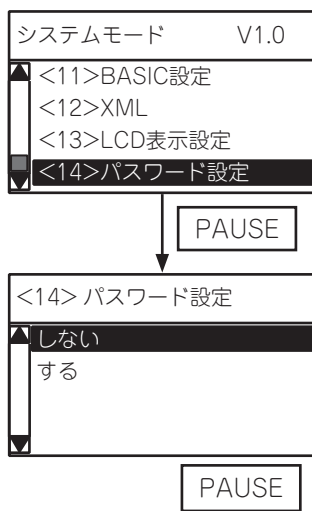 システムモード V1.0
<11>BASIC設定
<12>XML
<13>LCD表示設定
<14>パスワード設定
PAUSE
<14> パスワード設定
しない
する
PAUSE